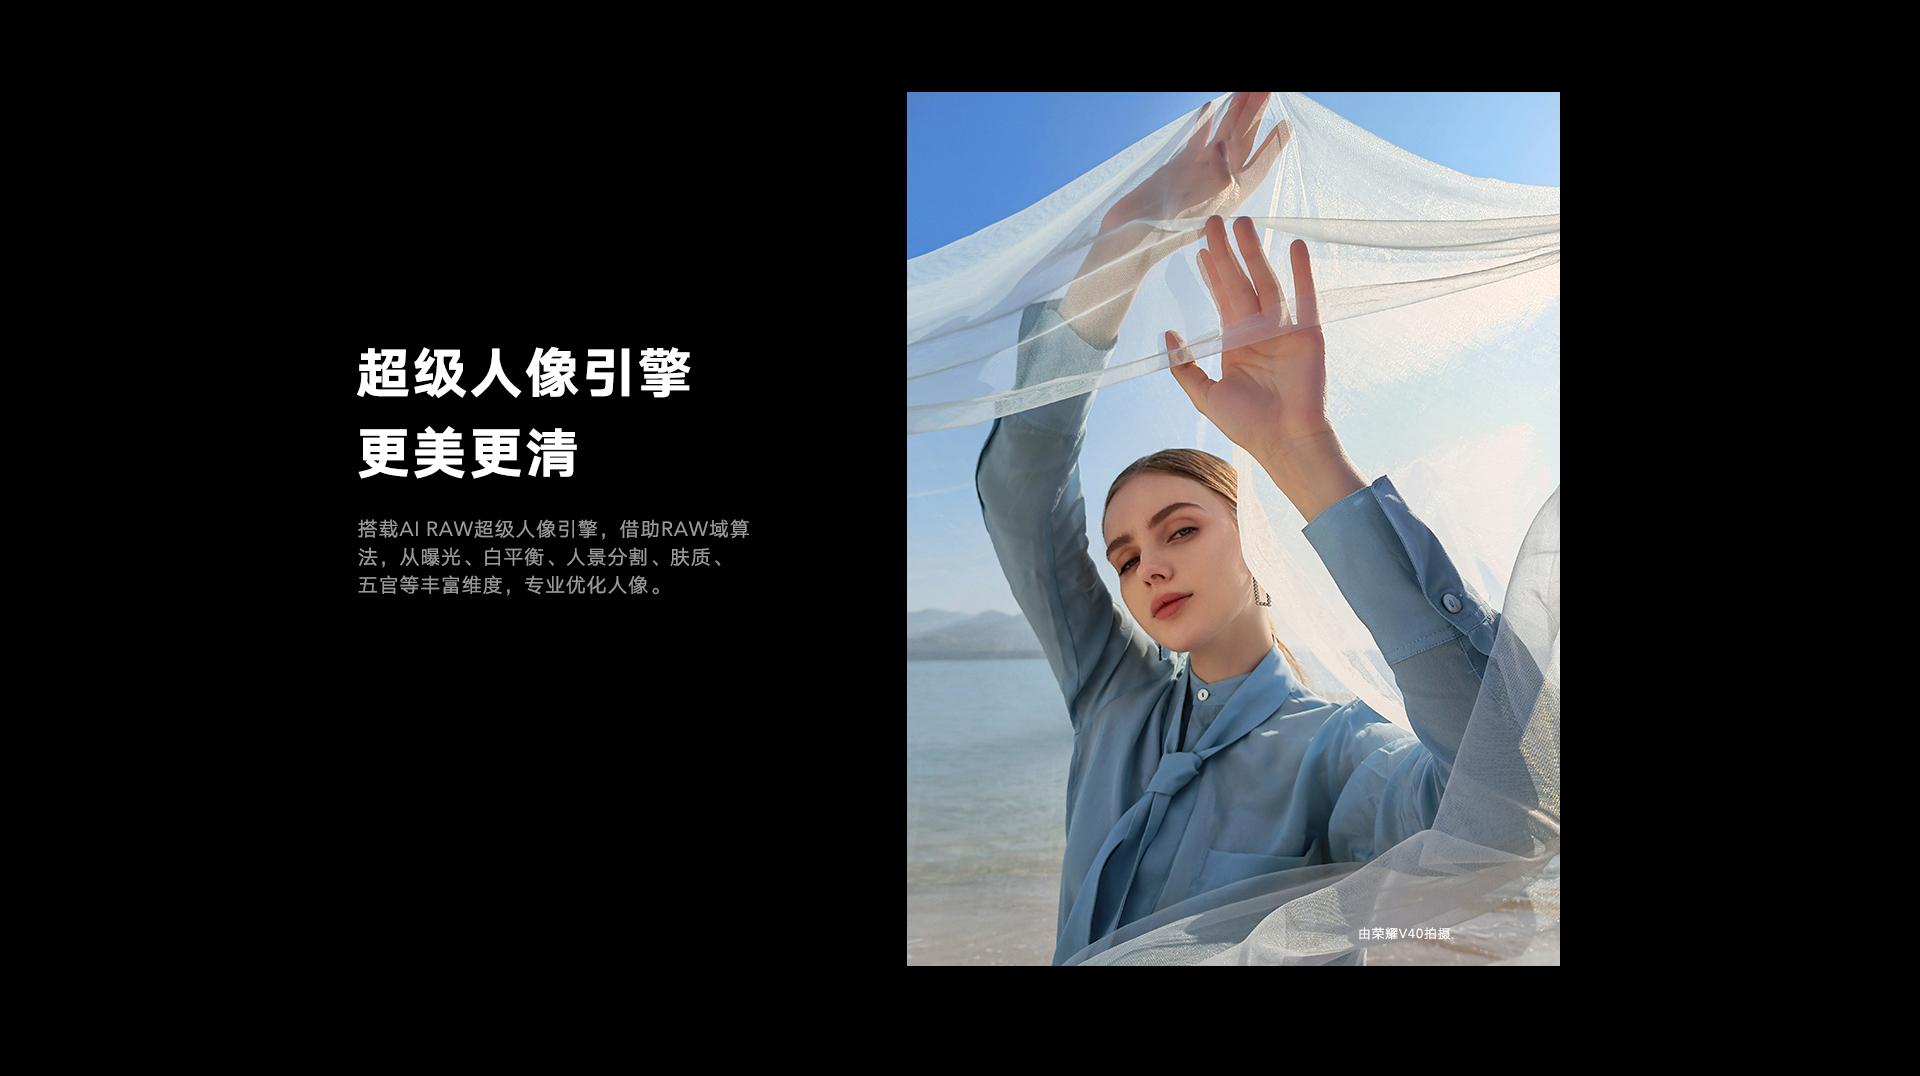 超级人像引擎
更美更清
搭载AI RAW超级人像引擎，借助RAW域算
法，从曝光、白平衡、人景分割、肤质、
五官等丰富维度，专业优化人像。
由荣耀V40拍摄